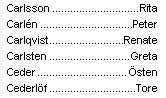 Carlsson ........................Rita
Carlén ..........................Peter
Carlqvist........................Renate
Carlsten ........................Greta
Ceder ...........................Östen
Cederlöf ........................Tore